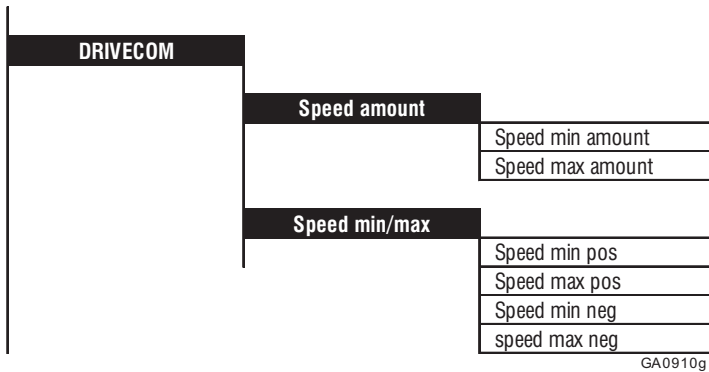 DRIVECOM
Speed amount
Speed min amount
Speed max amount
Speed min/max
Speed min pos
Speed max pos
Speed min neg
speed max neg
GA0910g